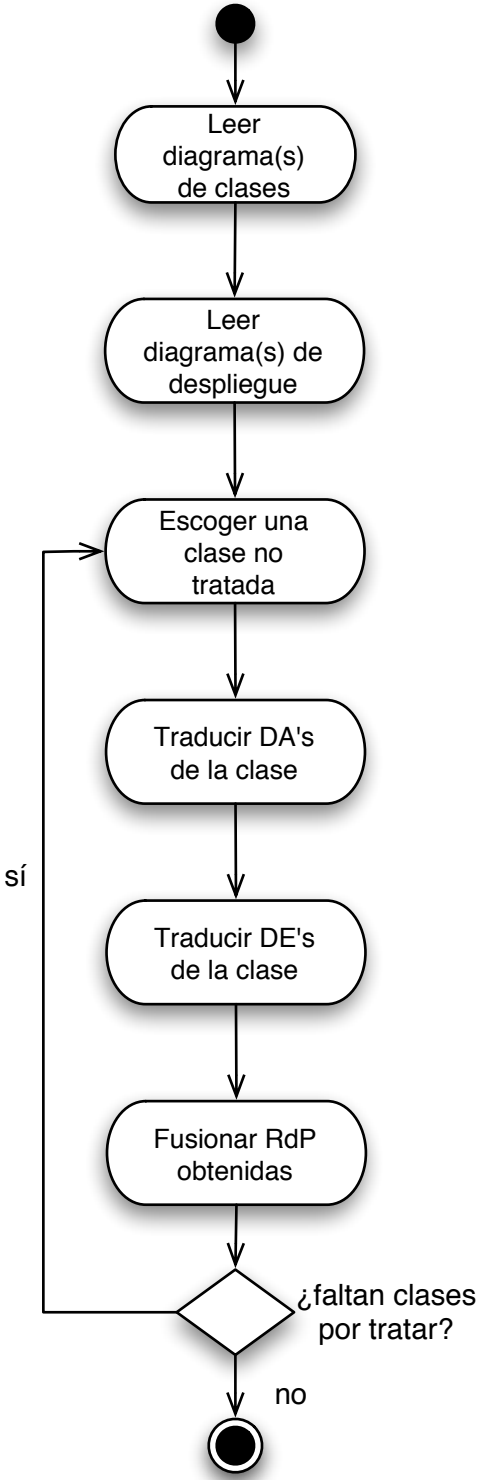 Leer
diagrama(s)
de clases
Leer
diagrama(s) de
despliegue
Escoger una
clase no
tratada
Traducir DA's
de la clase
sí
Traducir DE's
de la clase
Fusionar RdP
obtenidas
¿faltan clases
por tratar?
no